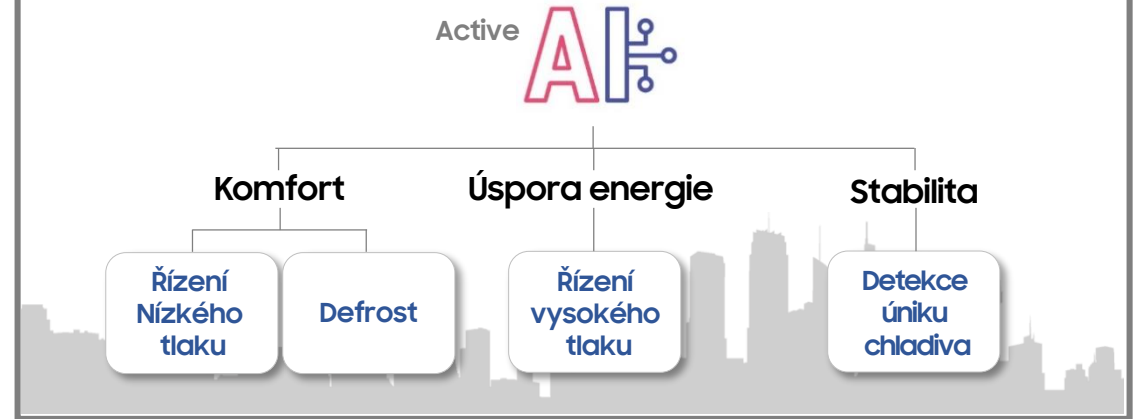 Active AI
Komfort
Úspora energie
Stabilita
Řízení
Nízkého
tlaku
Defrost
Řízení
vysokého
tlaku
Detekce
úniku
chladiva